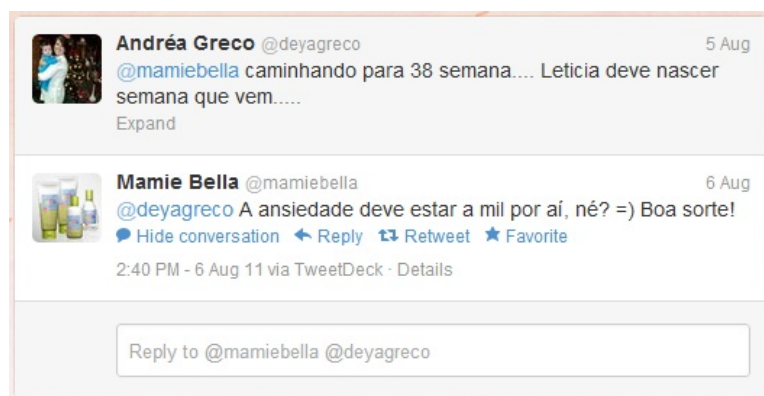 Andréa Greco @deyagreco 5 Aug
@mamiebella caminhando para 38 semana.... Leticia deve nascer
semana que vem.....
Expand
Mamie Bella @mamiebella 6 Aug
@deyagreco A ansiedade deve estar a mil por aí, né? =) Boa sorte!
Hide conversation Reply Retweet Favorite
2:40 PM - 6 Aug 11 via TweetDeck · Details
Reply to @mamiebella @deyagreco